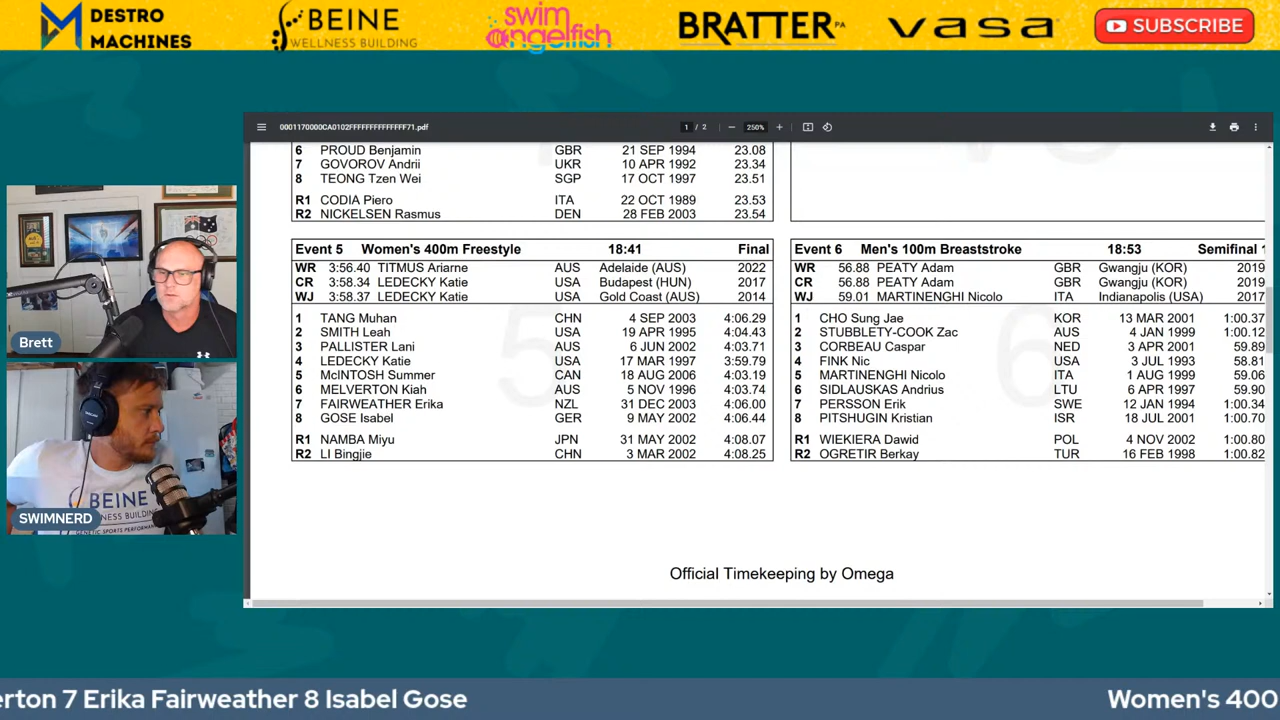 DESTRO
MACHINES
BEINE
WELLNESS BUILDING
swim
angelfish
BRATTER PA
vasa
SUBSCRIBE
0001170000CA0102FFFFFFFFFFFFFF71.pdf
1 / 2
250%
6 PROUD Benjamin GBR 21 SEP 1994 23.08
7 GOVOROV Andrii UKR 10 APR 1992 23.34
8 TEONG Tzen Wei SGP 17 OCT 1997 23.51
R1 CODIA Piero ITA 22 OCT 1989 23.53
R2 NICKELSEN Rasmus DEN 28 FEB 2003 23.54
Event 5 Women's 400m Freestyle 18:41 Final
WR 3:56.40 TITMUS Ariarne AUS Adelaide (AUS) 2022
CR 3:58.34 LEDECKY Katie USA Budapest (HUN) 2017
WJ 3:58.37 LEDECKY Katie USA Gold Coast (AUS) 2014
1 TANG Muhan CHN 4 SEP 2003 4:06.29
2 SMITH Leah USA 19 APR 1995 4:04.43
3 PALLISTER Lani AUS 6 JUN 2002 4:03.71
4 LEDECKY Katie USA 17 MAR 1997 3:59.79
5 McINTOSH Summer CAN 18 AUG 2006 4:03.19
6 MELVERTON Kiah AUS 5 NOV 1996 4:03.74
7 FAIRWEATHER Erika NZL 31 DEC 2003 4:06.00
8 GOSE Isabel GER 9 MAY 2002 4:06.44
R1 NAMBA Miyu JPN 31 MAY 2002 4:08.07
R2 LI Bingjie CHN 3 MAR 2002 4:08.25
Event 6 Men's 100m Breaststroke 18:53 Semifinal 1
WR 56.88 PEATY Adam GBR Gwangju (KOR) 2019
CR 56.88 PEATY Adam GBR Gwangju (KOR) 2019
WJ 59.01 MARTINENGHI Nicolo ITA Indianapolis (USA) 2017
1 CHO Sung Jae KOR 13 MAR 2001 1:00.37
2 STUBBLETY-COOK Zac AUS 4 JAN 1999 1:00.12
3 CORBEAU Caspar NED 3 APR 2001 59.89
4 FINK Nic USA 3 JUL 1993 58.81
5 MARTINENGHI Nicolo ITA 1 AUG 1999 59.06
6 SIDLAUSKAS Andrius LTU 6 APR 1997 59.90
7 PERSSON Erik SWE 12 JAN 1994 1:00.34
8 PITSHUGIN Kristian ISR 18 JUL 2001 1:00.70
R1 WIEKIERA Dawid POL 4 NOV 2002 1:00.80
R2 OGRETIR Berkay TUR 16 FEB 1998 1:00.82
Official Timekeeping by Omega
Brett
BEINE
SWIMNERD
erton 7 Erika Fairweather 8 Isabel Gose
Women's 400